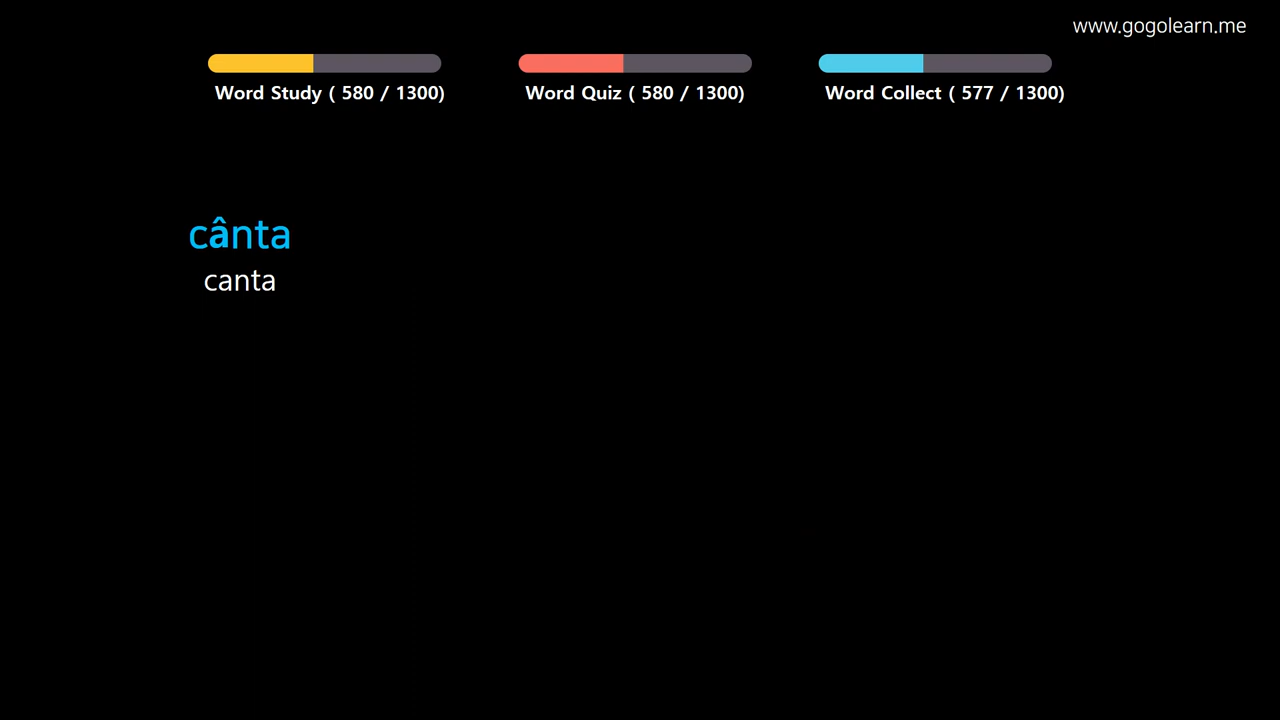 www.gogolearn.me
Word Study ( 580 / 1300)
Word Quiz ( 580 / 1300)
Word Collect ( 577 / 1300)
cânta
canta